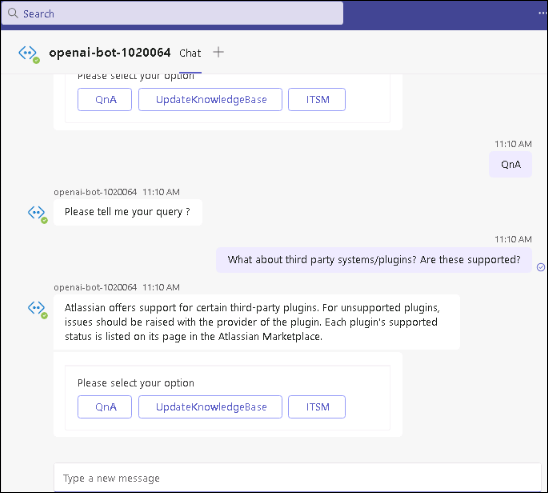 Search
openai-bot-1020064 Chat
Please select your option
QnA UpdateKnowledgeBase ITSM
11:10 AM
QnA
openai-bot-1020064 11:10 AM
Please tell me your query ?
11:10 AM
What about third party systems/plugins? Are these supported?
openai-bot-1020064 11:10 AM
Atlassian offers support for certain third-party plugins. For unsupported plugins,
issues should be raised with the provider of the plugin. Each plugin's supported
status is listed on its page in the Atlassian Marketplace.
Please select your option
QnA UpdateKnowledgeBase ITSM
Type a new message